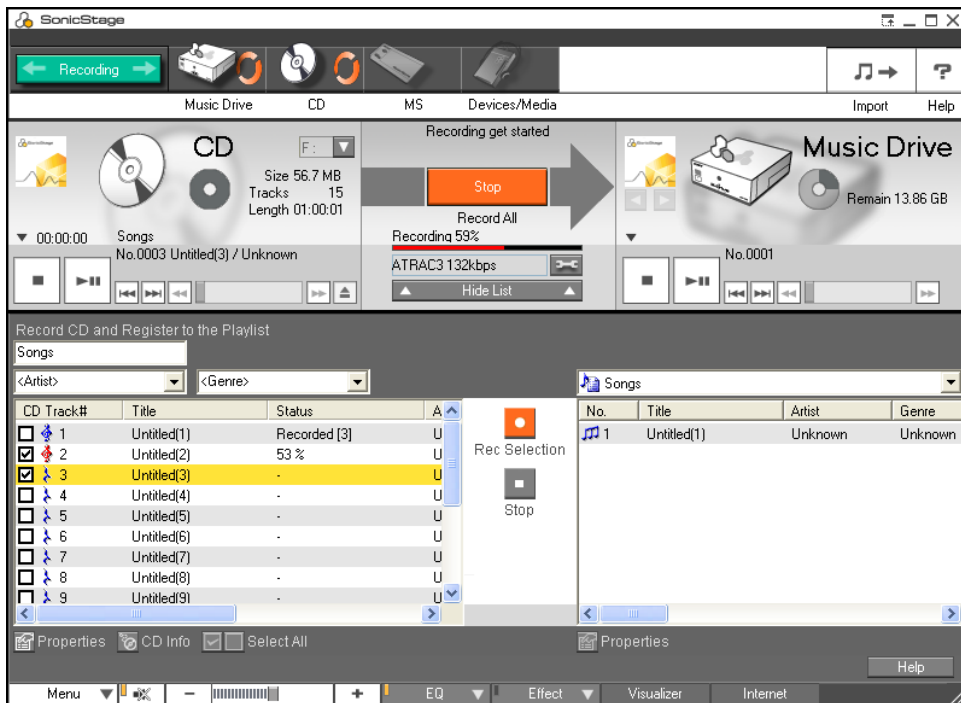 SonicStage
Recording
Music Drive CD MS Devices/Media Import Help
CD
F:
Size 56.7 MB
Tracks 15
Length 01:00:01
00:00:00 Songs
No.0003 Untitled(3) / Unknown
Recording get started
Stop
Record All
Recording 59%
ATRAC3 132kbps
Hide List
Music Drive
Remain 13.86 GB
No.0001
Record CD and Register to the Playlist
Songs
<Artist> <Genre>
CD Track# Title Status A
1 Untitled(1) Recorded [3] U
2 Untitled(2) 53 % U
3 Untitled(3) - U
4 Untitled(4) - U
5 Untitled(5) - U
6 Untitled(6) - U
7 Untitled(7) - U
8 Untitled(8) - U
9 Untitled(9) - U
Rec Selection
Stop
Songs
No. Title Artist Genre
1 Untitled(1) Unknown Unknown
Properties CD Info Select All
Properties
Help
Menu EQ Effect Visualizer Internet